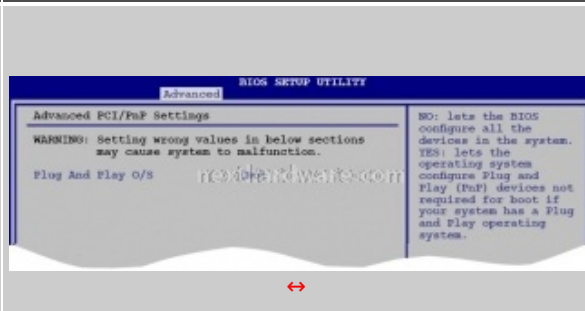 BIOS SETUP UTILITY
Advanced
Advanced PCI/PnP Settings
WARNING: Setting wrong values in below sections
may cause system to malfunction.
Plug And Play O/S
nexthardware.com
NO: lets the BIOS
configure all the
devices in the system.
YES: lets the
operating system
configure Plug and
Play (PnP) devices not
required for boot if
your system has a Plug
and Play operating
system.